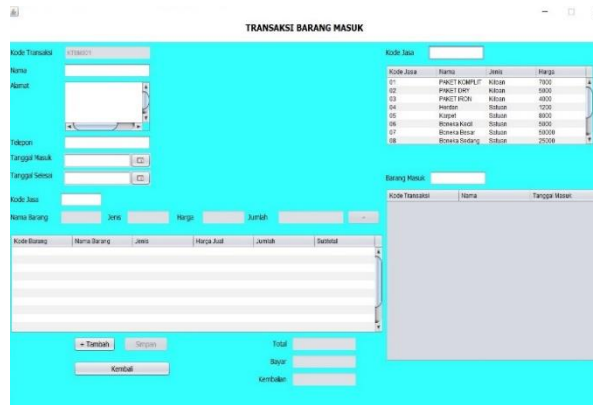 TRANSAKSI BARANG MASUK
Kode Transaksi
Nama
Alamat
Telepon
Tanggal Masuk
Tanggal Selesai
Kode Jasa
Nama Barang Jenis Harga Jumlah -
Kode Barang Nama Barang Jenis Harga Jual Jumlah Subtotal
+ Tambah Simpan
Kembali
Total
Bayar
Kembalian
Kode Jasa
Kode Jasa Nama Jenis Harga
01 PAKET KOMPLIT Kiloan 7000
02 PAKET DRY Kiloan 5000
03 PAKET IRON Kiloan 4000
04 Satuan 1200
05 Karpet Satuan 8000
06 Boneka Kecil Satuan 5000
07 Boneka Besar Satuan 50000
08 Boneka Sedang Satuan 25000
Barang Masuk
Kode Transaksi Nama Tanggal Masuk